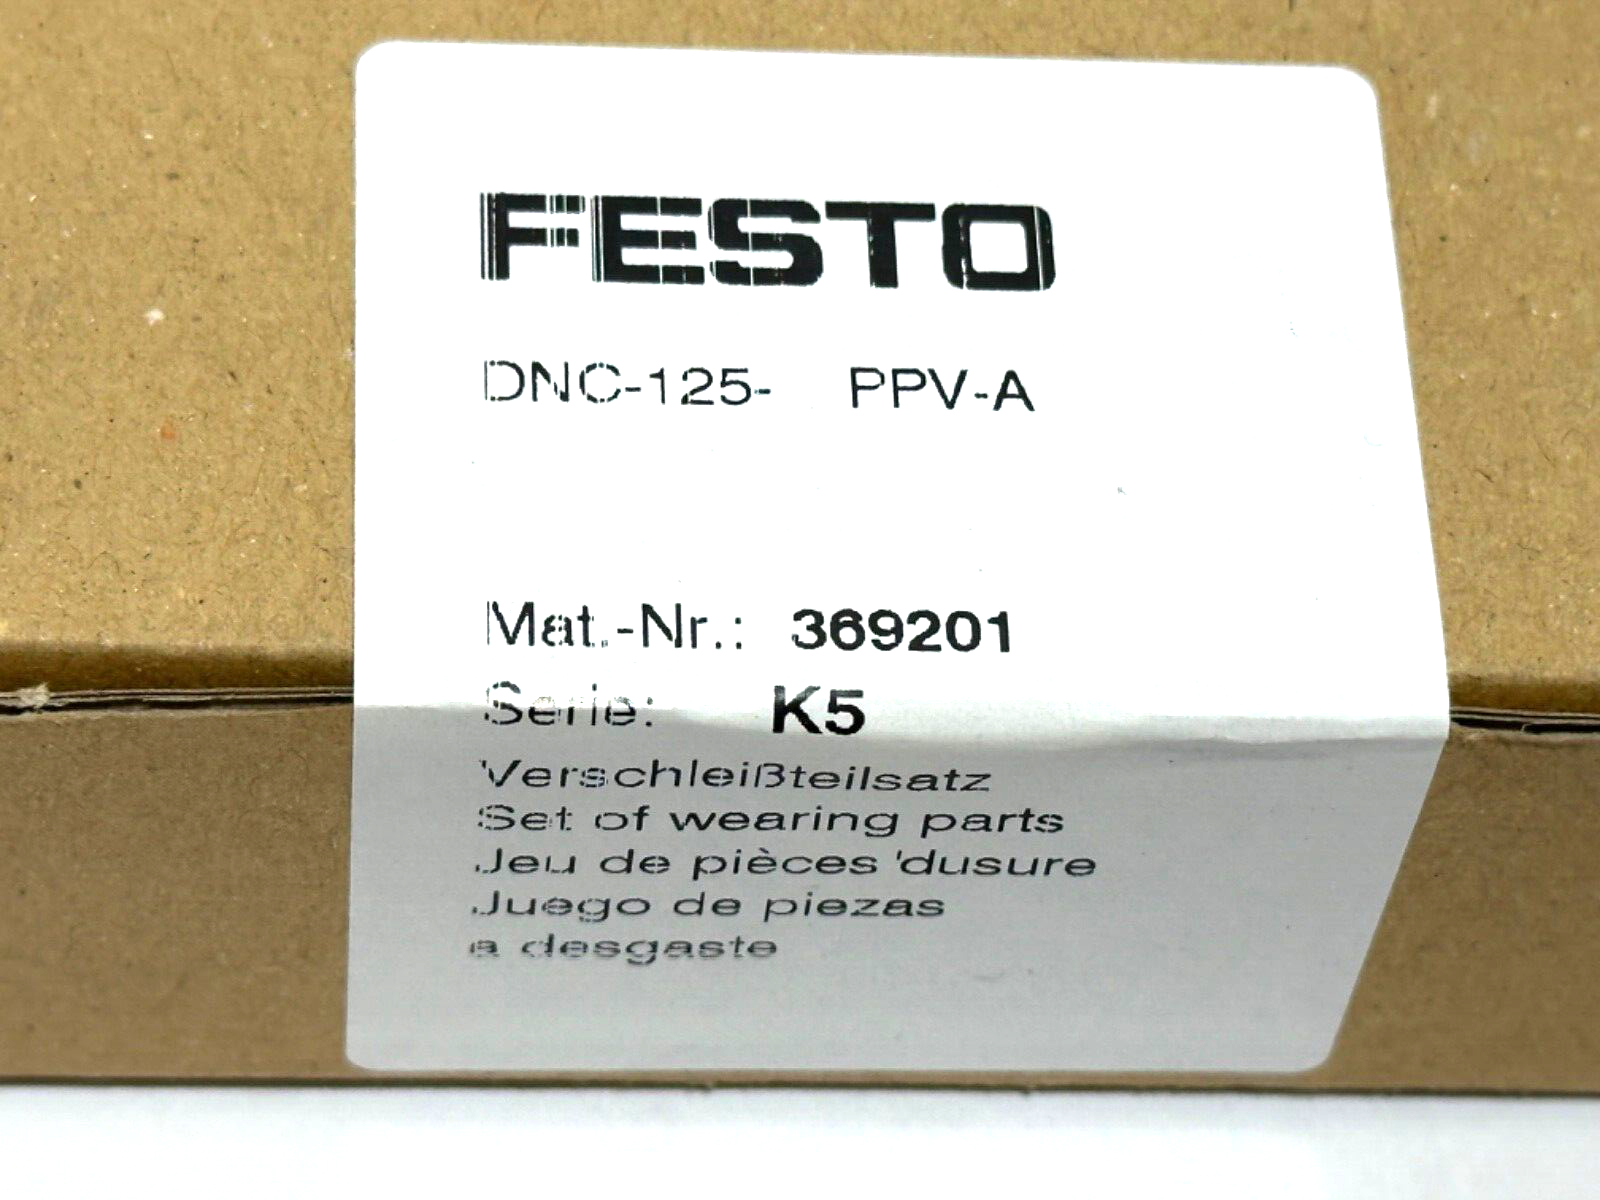 FESTO
DNC-125- PPV-A
Mat.-Nr.: 369201
Serie: K5
Verschleißteilsatz
Set of wearing parts
Jeu de pièces 'dusure
Juego de piezas
a desgaste